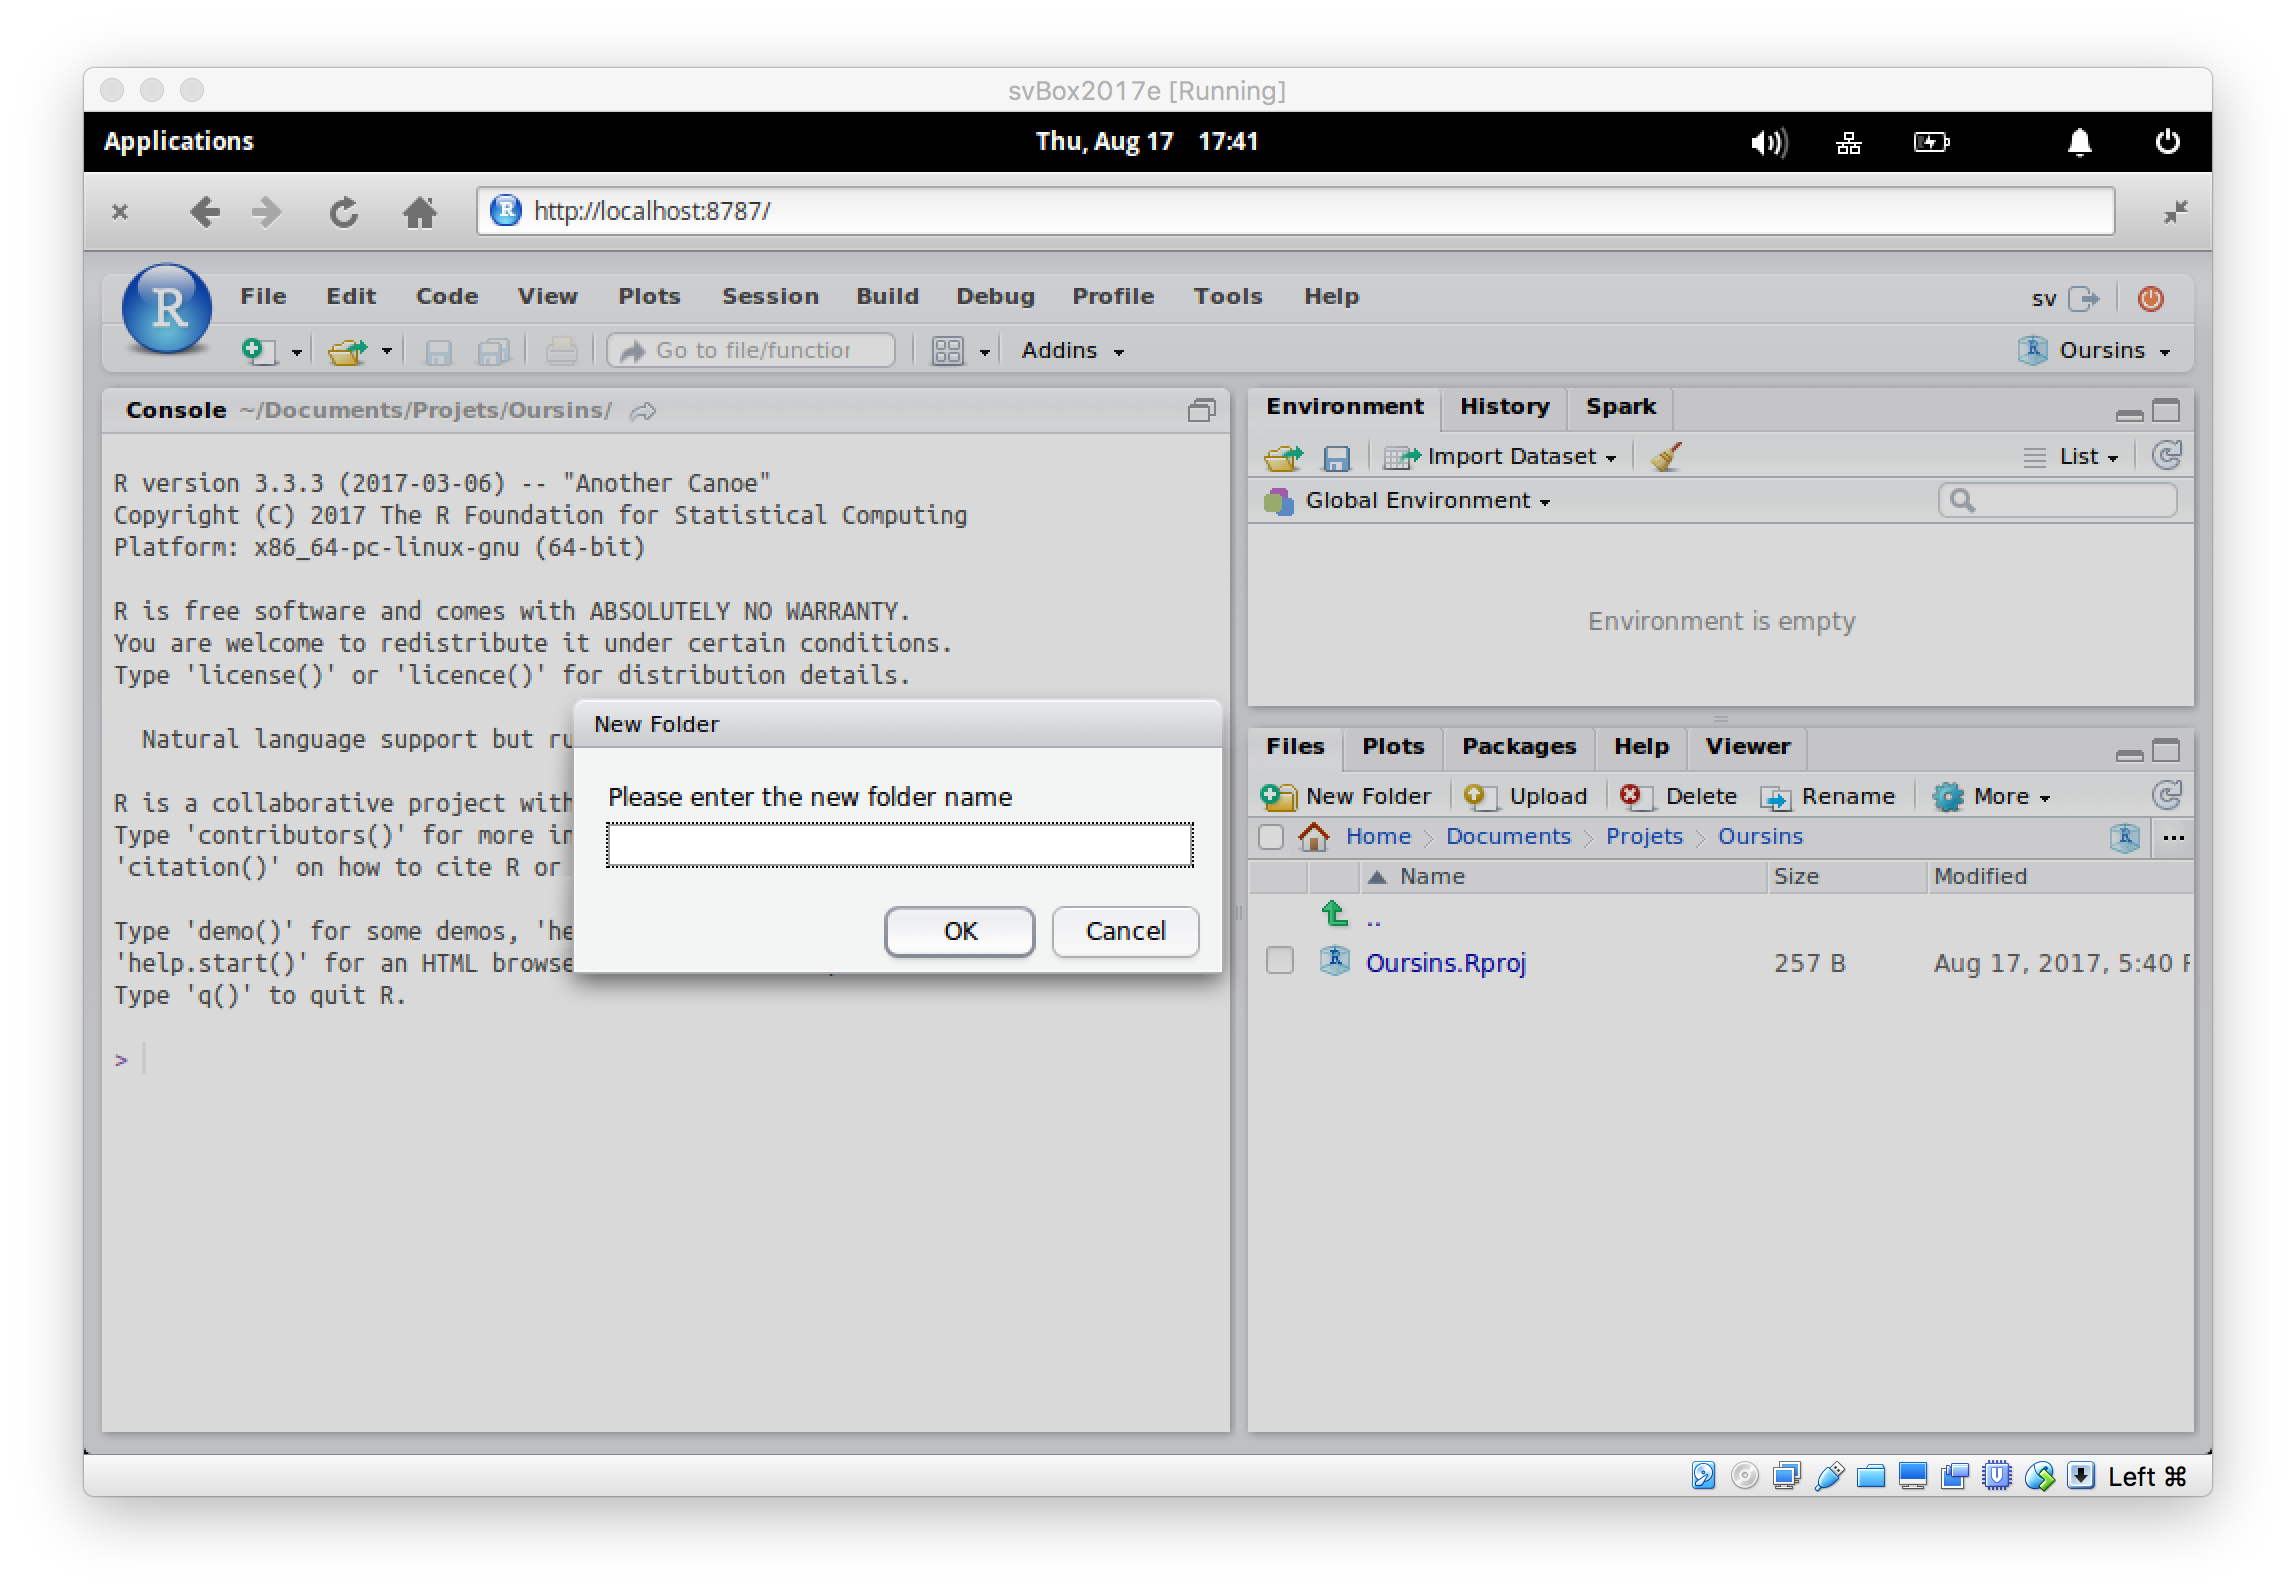 svBox2017e [Running]
Applications
Thu, Aug 17 17:41
http://localhost:8787/
R
File Edit Code View Plots Session Build Debug Profile Tools Help
sv
Go to file/function
Addins
Oursins
Console ~/Documents/Projets/Oursins/
R version 3.3.3 (2017-03-06) -- "Another Canoe"
Copyright (C) 2017 The R Foundation for Statistical Computing
Platform: x86_64-pc-linux-gnu (64-bit)
R is free software and comes with ABSOLUTELY NO WARRANTY.
You are welcome to redistribute it under certain conditions.
Type 'license()' or 'licence()' for distribution details.
Natural language support but ru
R is a collaborative project with
Type 'contributors()' for more in
'citation()' on how to cite R or
Type 'demo()' for some demos, 'he
'help.start()' for an HTML browse
Type 'q()' to quit R.
>
New Folder
Please enter the new folder name
OK Cancel
Environment History Spark
Import Dataset
List
Global Environment
Environment is empty
Files Plots Packages Help Viewer
New Folder Upload Delete Rename More
Home Documents Projets Oursins ...
Name Size Modified
..
Oursins.Rproj 257 B Aug 17, 2017, 5:40 P
Left ⌘